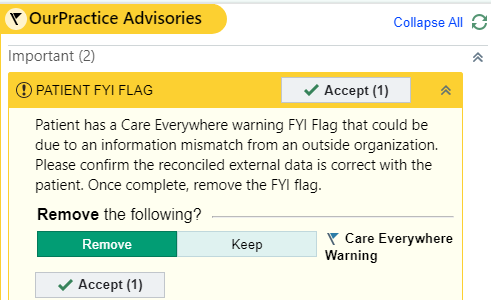 OurPractice Advisories
Collapse All
Important (2)
PATIENT FYI FLAG
Accept (1)
Patient has a Care Everywhere warning FYI Flag that could be
due to an information mismatch from an outside organization.
Please confirm the reconciled external data is correct with the
patient. Once complete, remove the FYI flag.
Remove the following?
Remove
Keep
Care Everywhere
Warning
Accept (1)